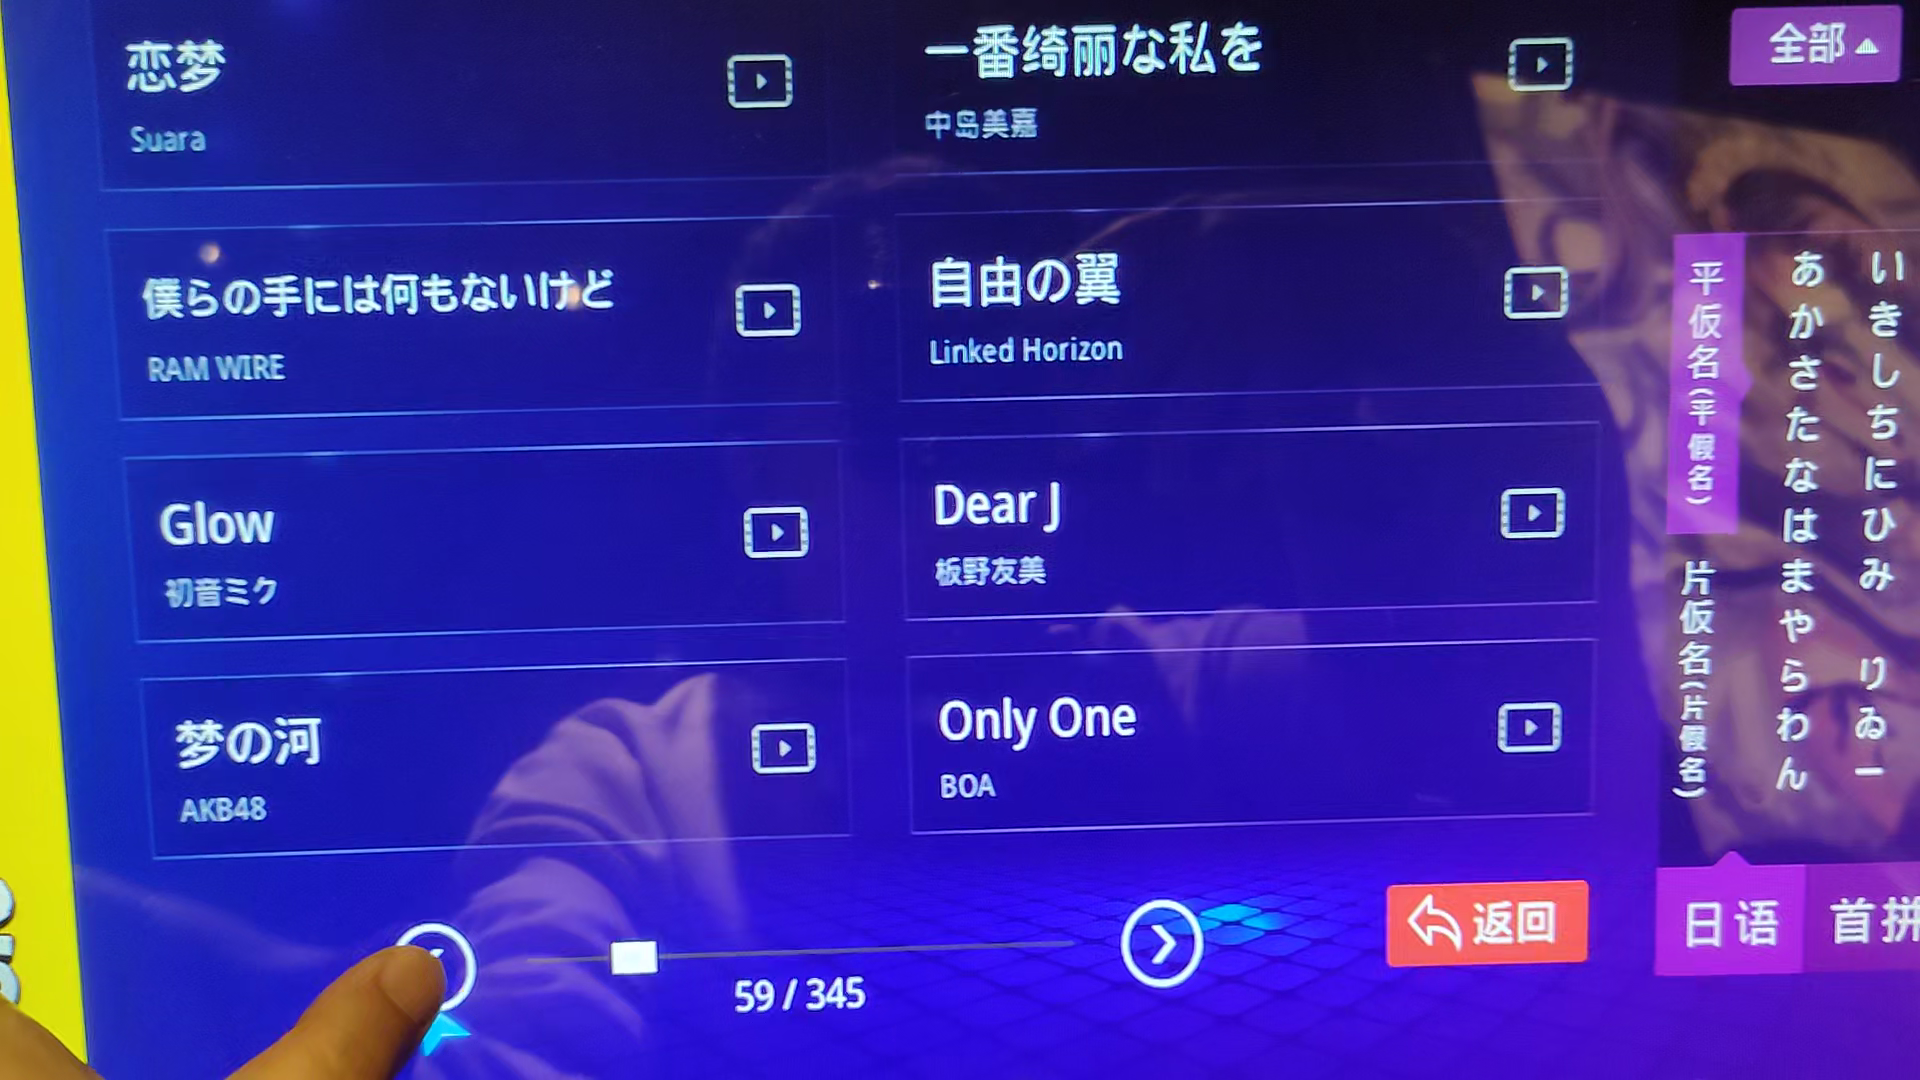 恋梦
Suara
一番绮丽な私を
中岛美嘉
全部
僕らの手には何もないけど
RAM WIRE
自由の翼
Linked Horizon
Glow
初音ミク
Dear J
板野友美
梦の河
AKB48
Only One
BOA
59 / 345
返回
平仮名(平假名)
片仮名(片假名)
あかさたなはまやらわん
いきしちにひみ りゐー
日语
首拼